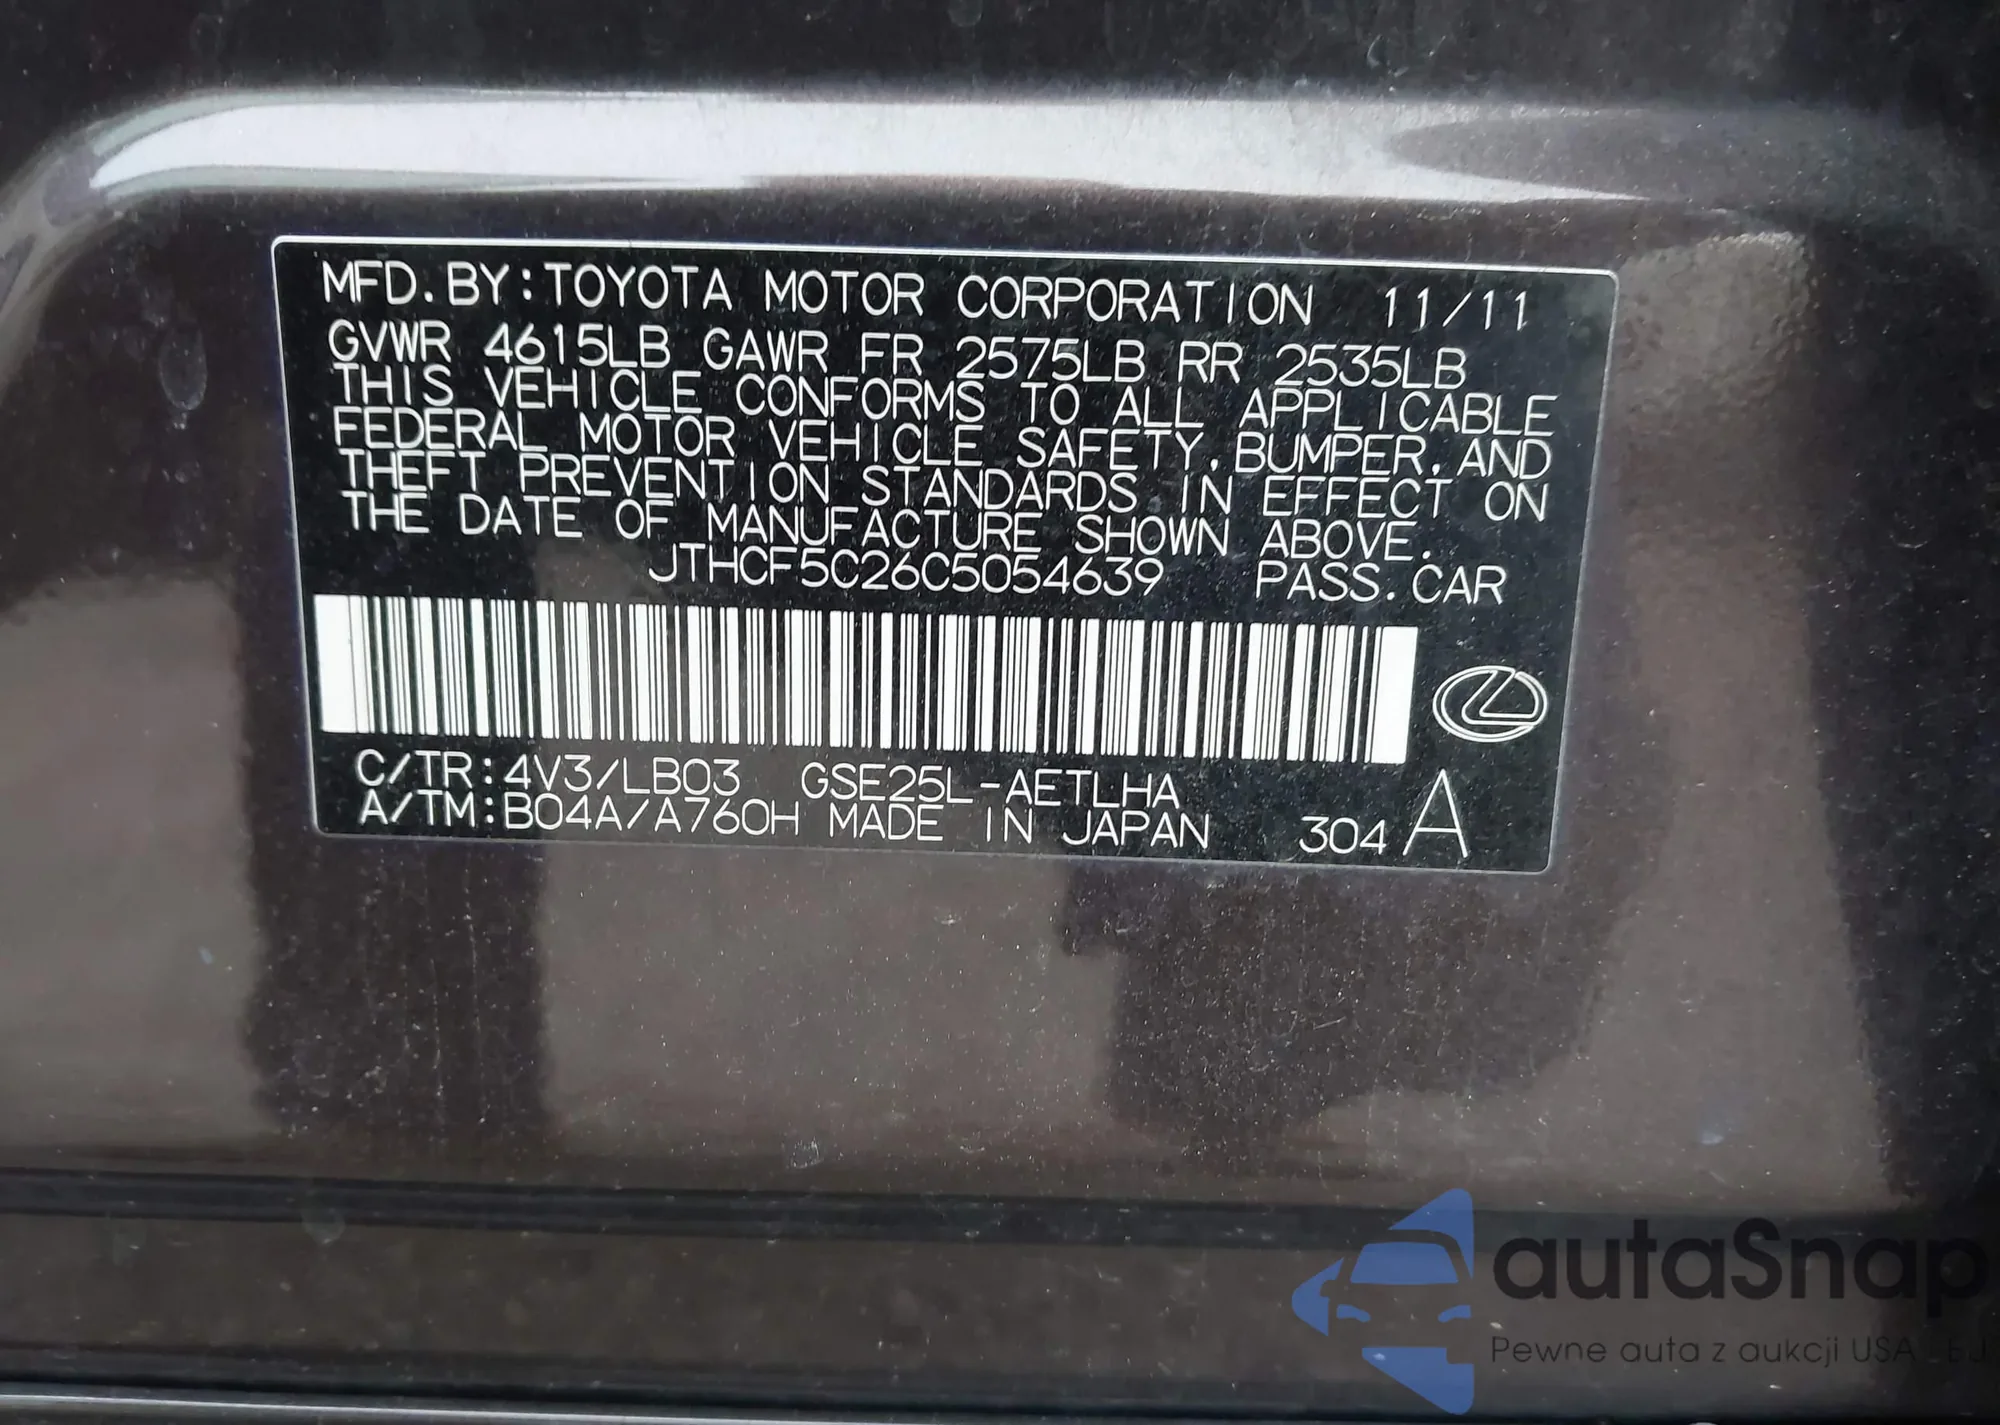 MFD. BY: TOYOTA MOTOR CORPORATION 11/11
GVWR 4615LB GAWR FR 2575LB RR 2535LB
THIS VEHICLE CONFORMS TO ALL APPLICABLE
FEDERAL MOTOR VEHICLE SAFETY, BUMPER, AND
THEFT PREVENTION STANDARDS IN EFFECT ON
THE DATE OF MANUFACTURE SHOWN ABOVE.
JTHCF5C26C5054639 PASS. CAR
C/TR: 4V3/LB03 GSE25L-AETLHA
A/TM: B04A/A760H MADE IN JAPAN 304 A
autaSnap
Pewne auta z aukcji USA i EU